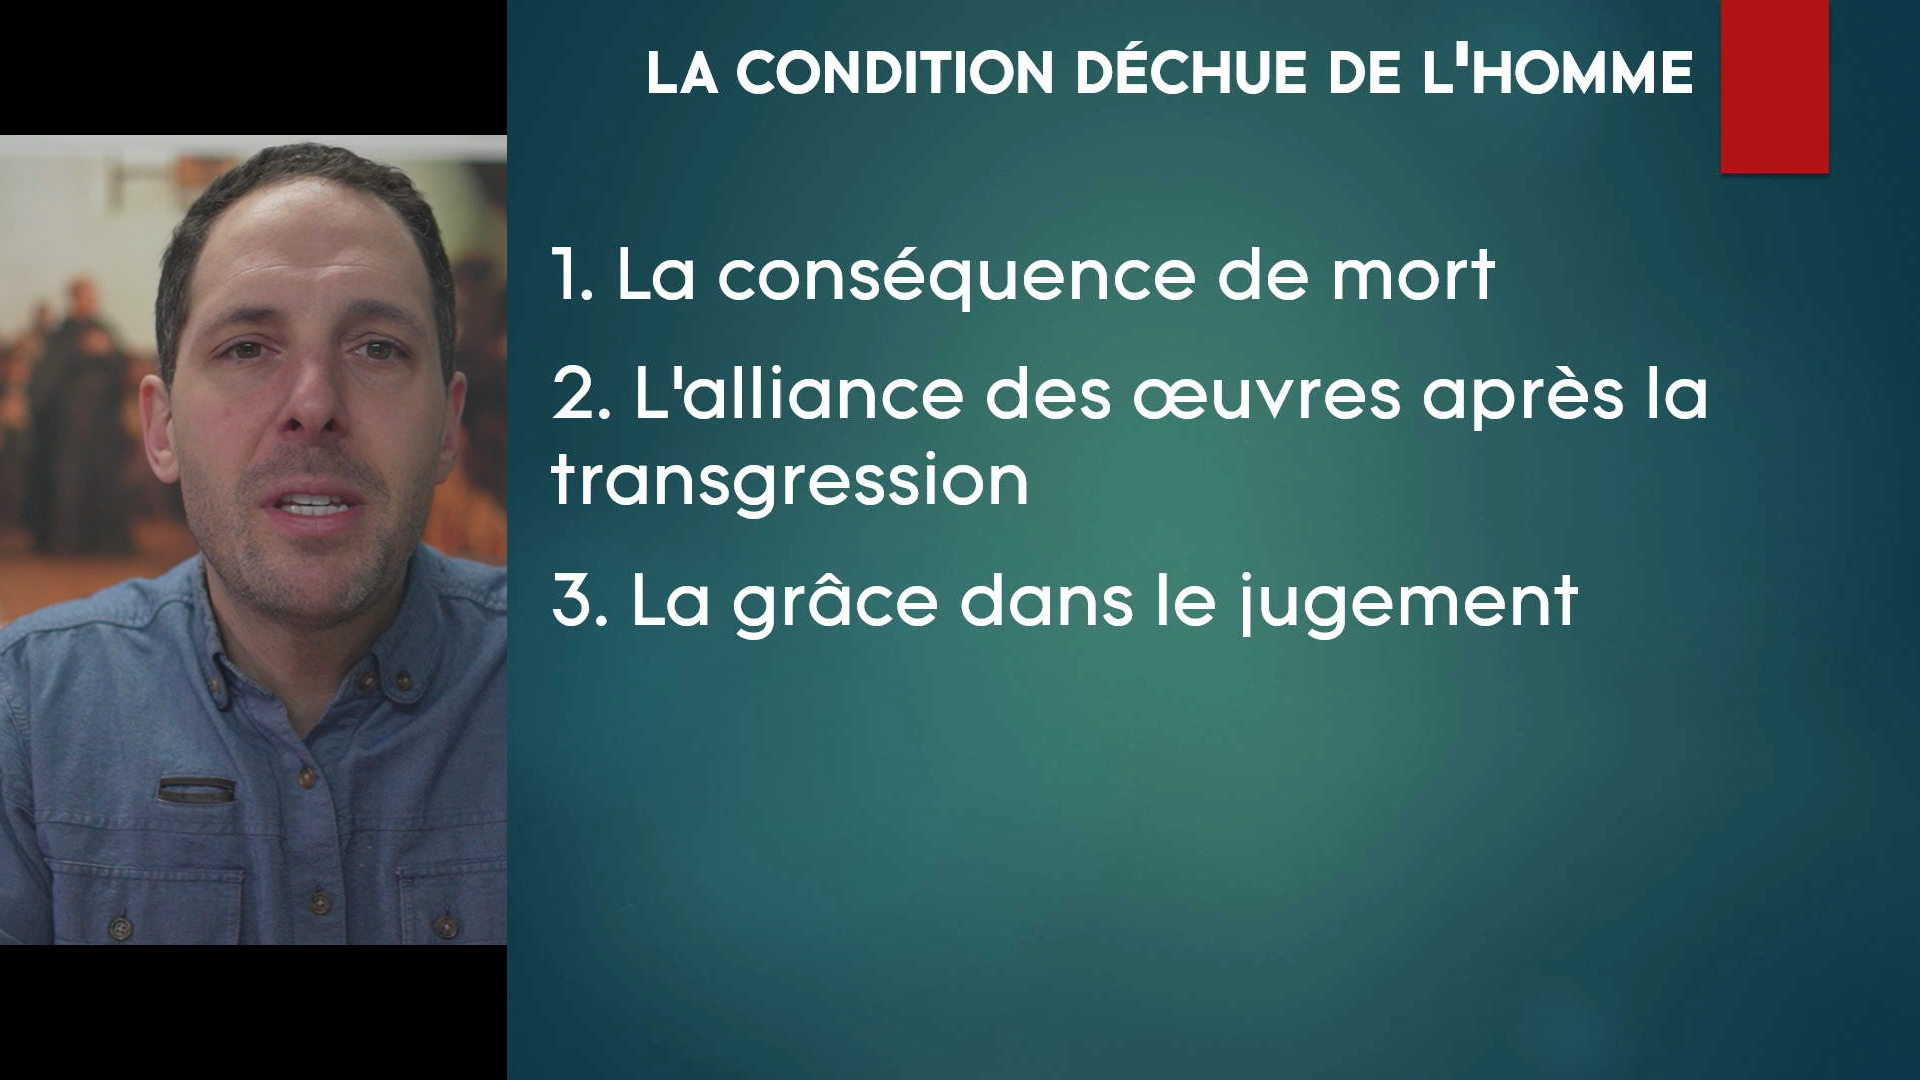 LA CONDITION DÉCHUE DE L'HOMME
1. La conséquence de mort
2. L'alliance des œuvres après la
transgression
3. La grâce dans le jugement